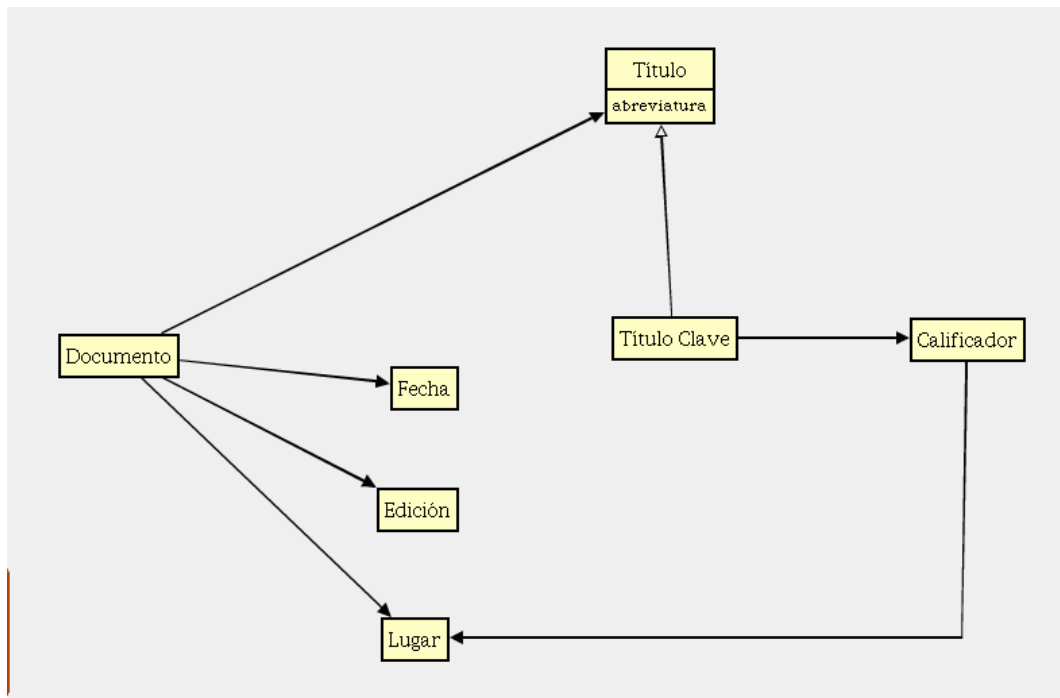 Título
abreviatura
Título Clave
Calificador
Documento
Fecha
Edición
Lugar